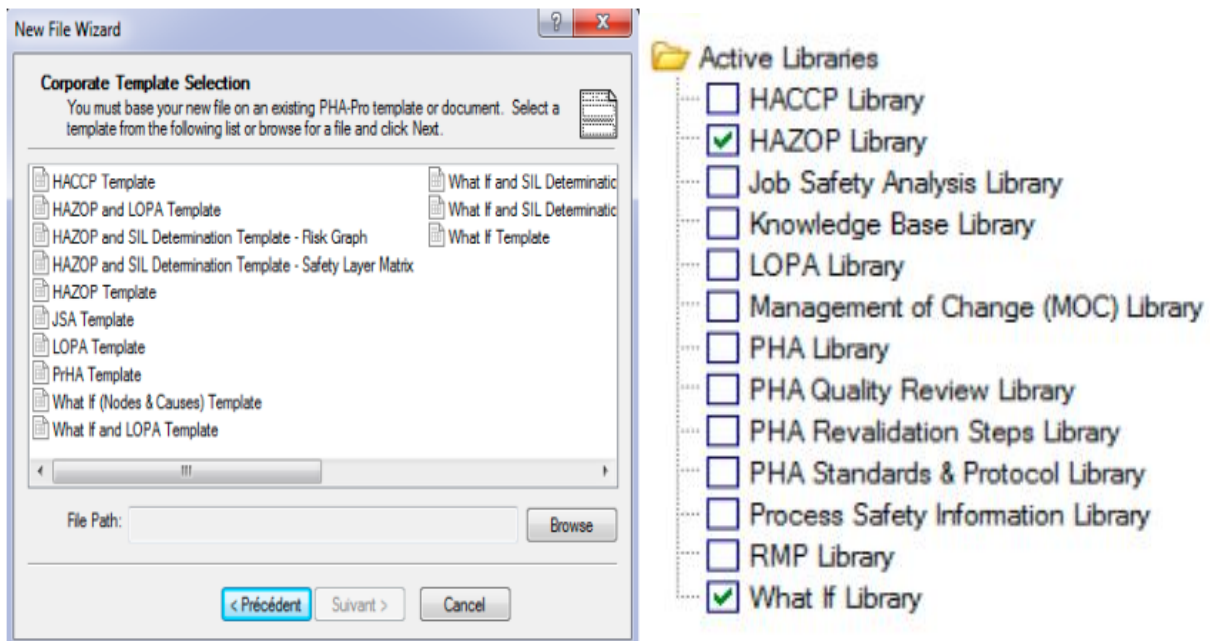 New File Wizard
Corporate Template Selection
You must base your new file on an existing PHA-Pro template or document. Select a
template from the following list or browse for a file and click Next.
HACCP Template
HAZOP and LOPA Template
HAZOP and SIL Determination Template - Risk Graph
HAZOP and SIL Determination Template - Safety Layer Matrix
HAZOP Template
JSA Template
LOPA Template
PrHA Template
What If (Nodes & Causes) Template
What If and LOPA Template
What If and SIL Determinatic
What If and SIL Determinatic
What If Template
File Path:
Browse
< Précédent
Suivant >
Cancel
Active Libraries
HACCP Library
HAZOP Library
Job Safety Analysis Library
Knowledge Base Library
LOPA Library
Management of Change (MOC) Library
PHA Library
PHA Quality Review Library
PHA Revalidation Steps Library
PHA Standards & Protocol Library
Process Safety Information Library
RMP Library
What If Library